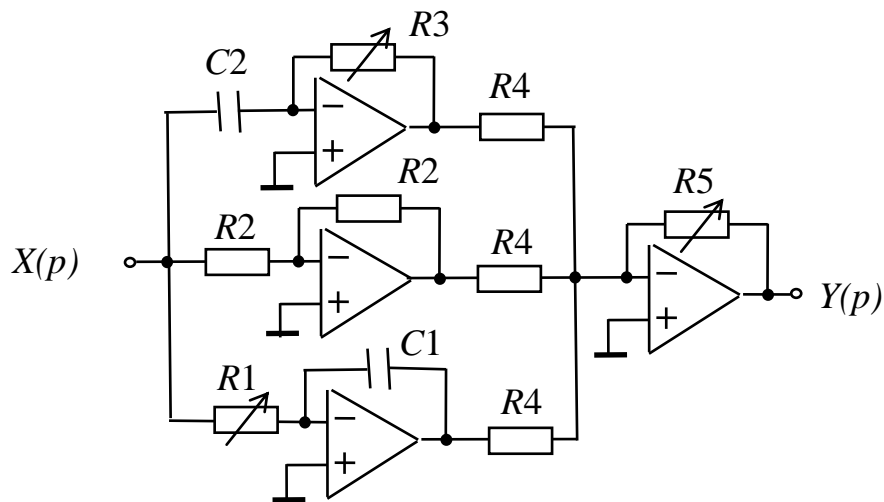 R3
C2
R4
−
+
R2
R5
R2
R4
X(p)
−
+
−
+
Y(p)
C1
R1
R4
−
+